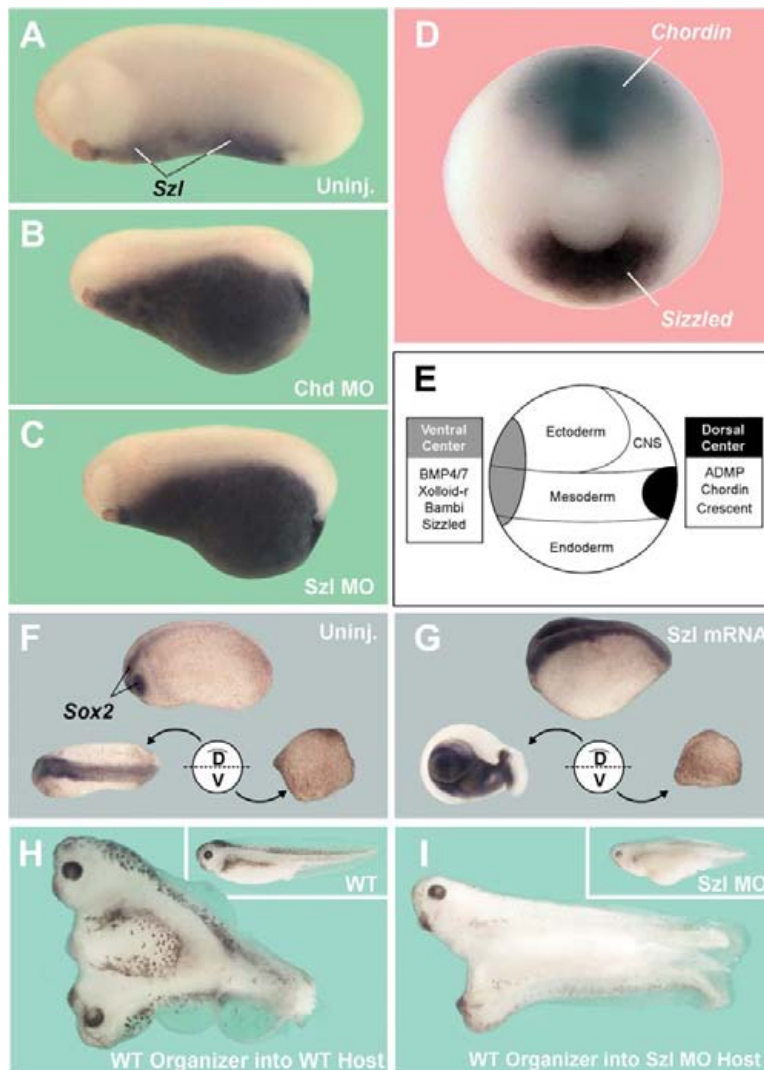 A
Szl
Uninj.
B
Chd MO
C
Szl MO
D
Chordin
Sizzled
E
Ventral
Center
BMP4/7
Xolloid-r
Bambi
Sizzled
Ectoderm
CNS
Mesoderm
Endoderm
Dorsal
Center
ADMP
Chordin
Crescent
F
Uninj.
Sox2
D
V
G
Szl mRNA
D
V
H
WT
WT Organizer into WT Host
I
Szl MO
WT Organizer into Szl MO Host